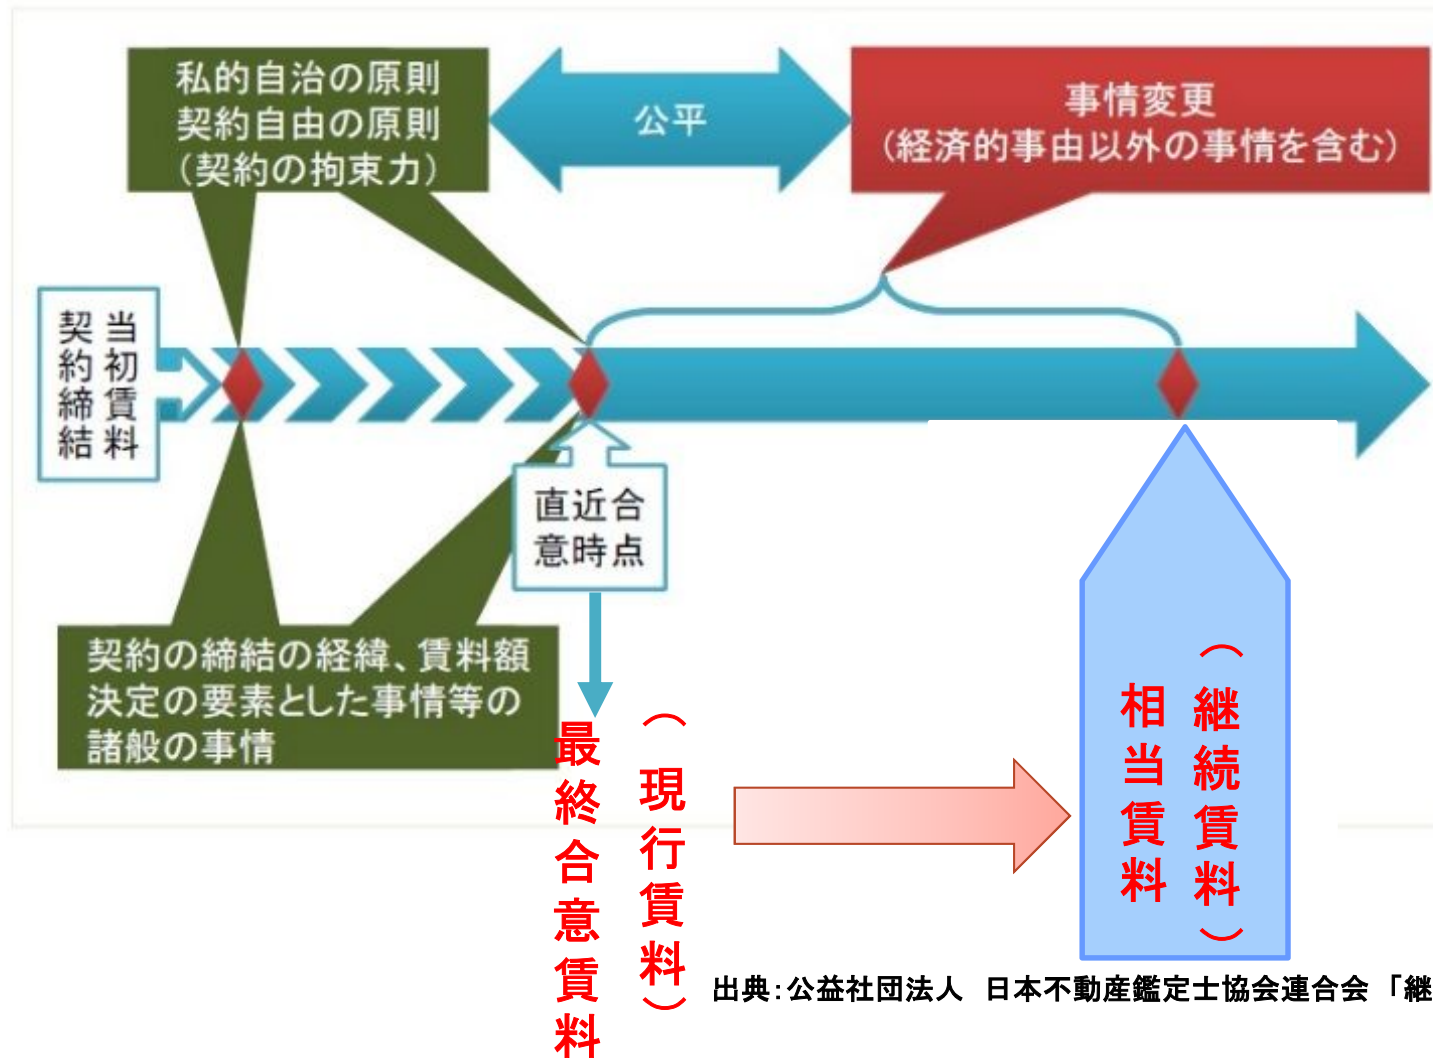 私的自治の原則
契約自由の原則
（契約の拘束力）
公平
事情変更
（経済的事由以外の事情を含む）
当初賃料
契約締結
直近合
意時点
契約の締結の経緯、賃料額
決定の要素とした事情等の
諸般の事情
（現行賃料）
最終合意賃料
（継続賃料）
相当賃料
出典：公益社団法人　日本不動産鑑定士協会連合会「継